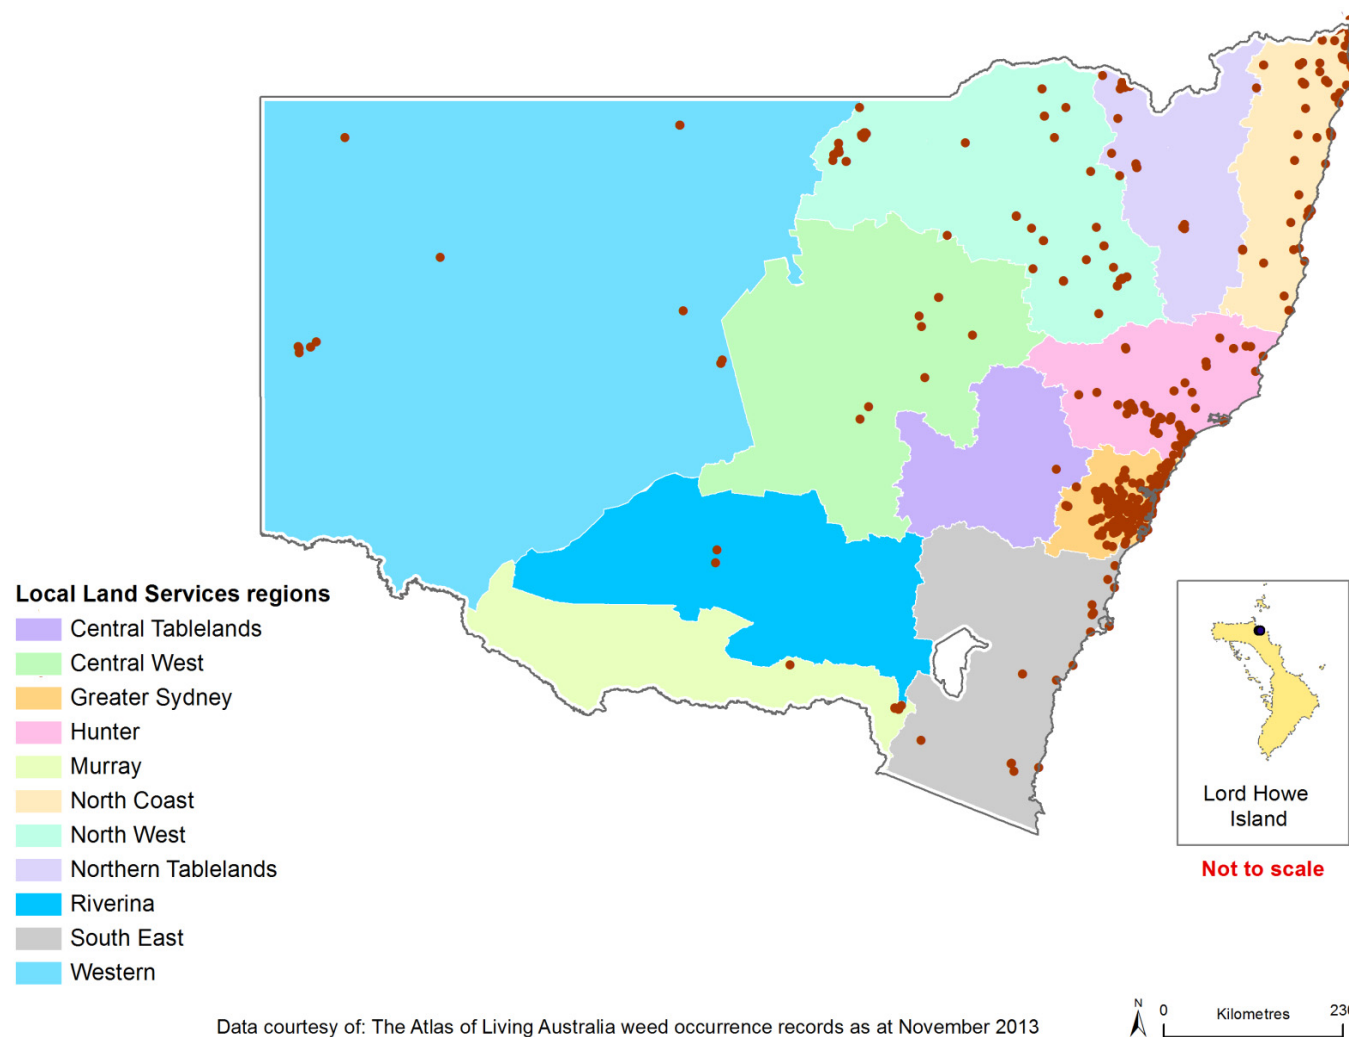 Local Land Services regions
Central Tablelands
Central West
Greater Sydney
Hunter
Murray
North Coast
North West
Northern Tablelands
Riverina
South East
Western
Lord Howe
Island
Not to scale
Data courtesy of: The Atlas of Living Australia weed occurrence records as at November 2013
N
0 230
Kilometres